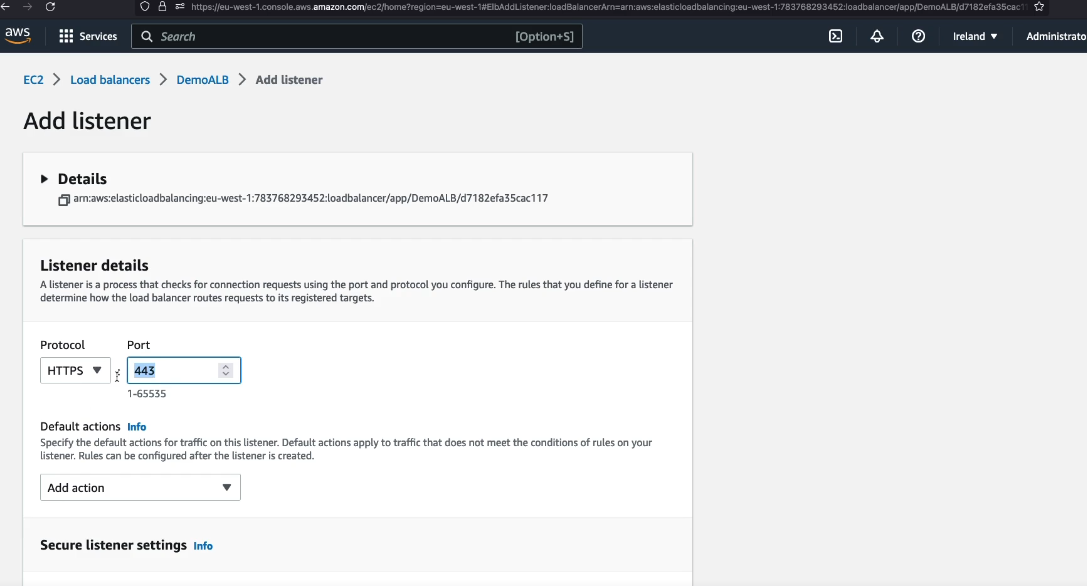 https://eu-west-1.console.aws.amazon.com/ec2/home?region=eu-west-1#ElbAddListener:loadBalancerArn=arn:aws:elasticloadbalancing:eu-west-1:783768293452:loadbalancer/app/DemoALB/d7182efa35cac11
aws Services Search [Option+S] Ireland Administrato
EC2 Load balancers DemoALB Add listener
Add listener
Details
arn:aws:elasticloadbalancing:eu-west-1:783768293452:loadbalancer/app/DemoALB/d7182efa35cac117
Listener details
A listener is a process that checks for connection requests using the port and protocol you configure. The rules that you define for a listener
determine how the load balancer routes requests to its registered targets.
Protocol Port
HTTPS : 443
1-65535
Default actions Info
Specify the default actions for traffic on this listener. Default actions apply to traffic that does not meet the conditions of rules on your
listener. Rules can be configured after the listener is created.
Add action
Secure listener settings Info